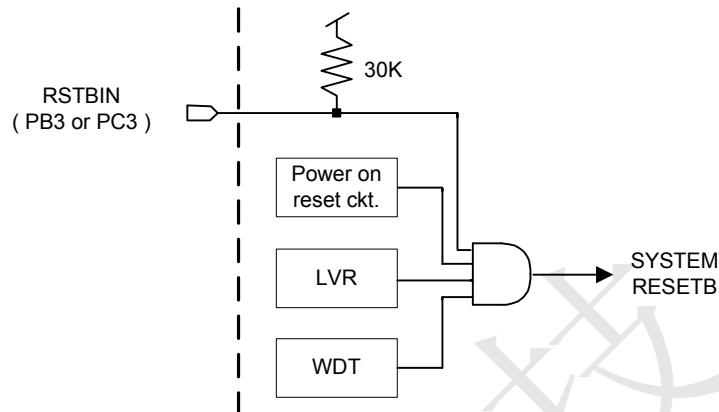 30K
RSTBIN
( PB3 or PC3 )
Power on
reset ckt.
LVR
SYSTEM
RESETB
WDT